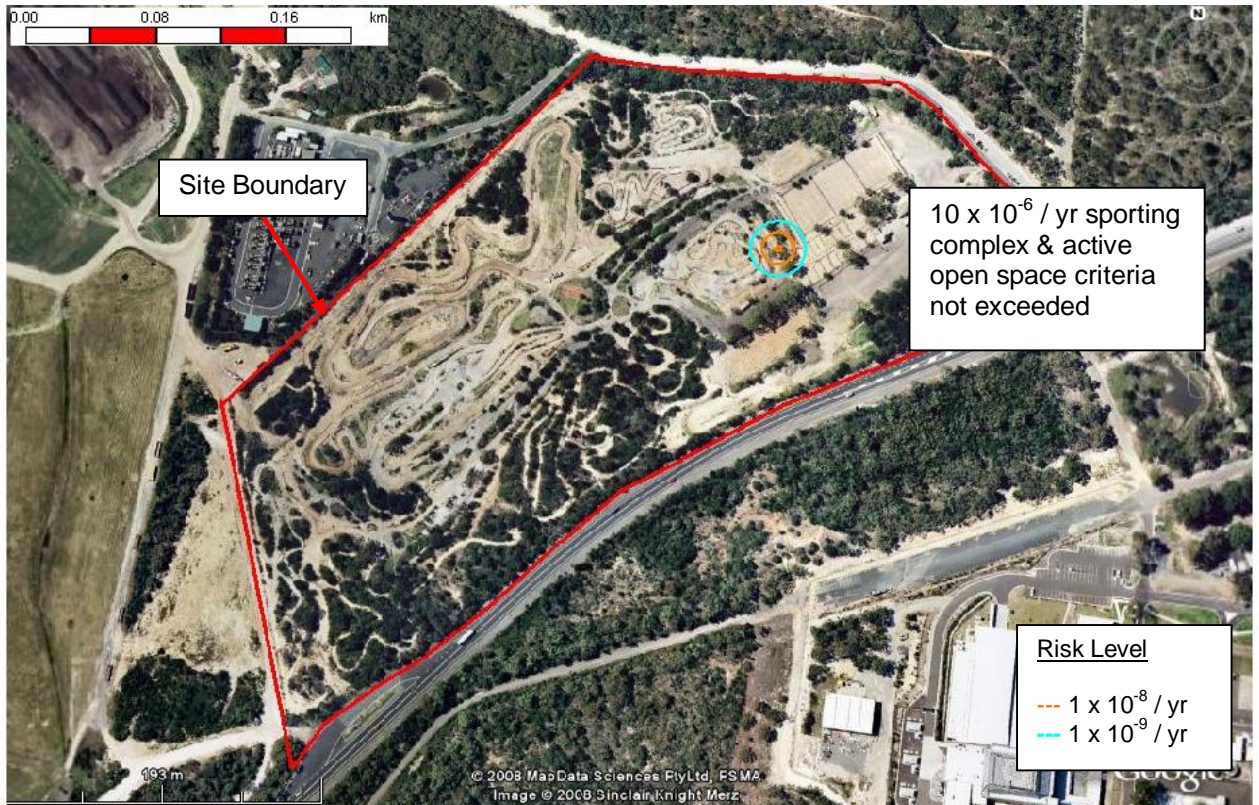 0.00 0.08 0.16 km
N
Site Boundary
10 x 10⁻⁶ / yr sporting
complex & active
open space criteria
not exceeded
Risk Level
--- 1 x 10⁻⁸ / yr
--- 1 x 10⁻⁹ / yr
193 m
© 2008 MapData Sciences PtyLtd, PSMA
Image © 2008 Sinclair Knight Merz
Google